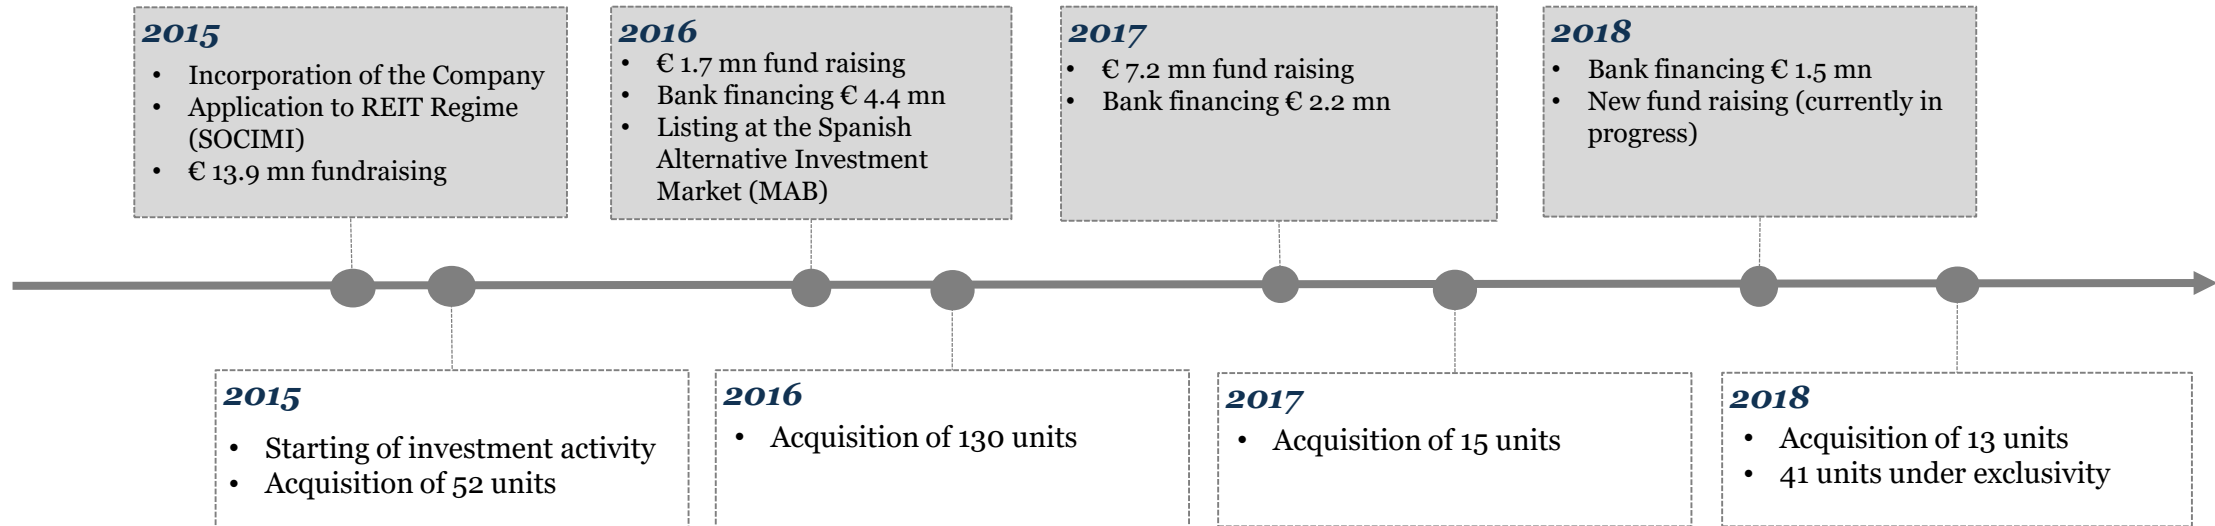 2015
• Incorporation of the Company
• Application to REIT Regime
(SOCIMI)
• € 13.9 mn fundraising
2016
• € 1.7 mn fund raising
• Bank financing € 4.4 mn
• Listing at the Spanish
Alternative Investment
Market (MAB)
2017
• € 7.2 mn fund raising
• Bank financing € 2.2 mn
2018
• Bank financing € 1.5 mn
• New fund raising (currently in
progress)
2015
• Starting of investment activity
• Acquisition of 52 units
2016
• Acquisition of 130 units
2017
• Acquisition of 15 units
2018
• Acquisition of 13 units
• 41 units under exclusivity